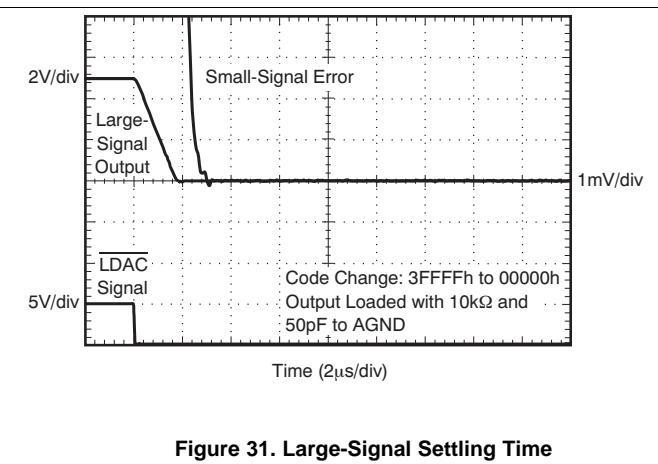 2V/div
Small-Signal Error
Large-
Signal
Output
1mV/div
LDAC
Signal
5V/div
Code Change: 3FFFFh to 00000h
Output Loaded with 10kΩ and
50pF to AGND
Time (2μs/div)
Figure 31. Large-Signal Settling Time